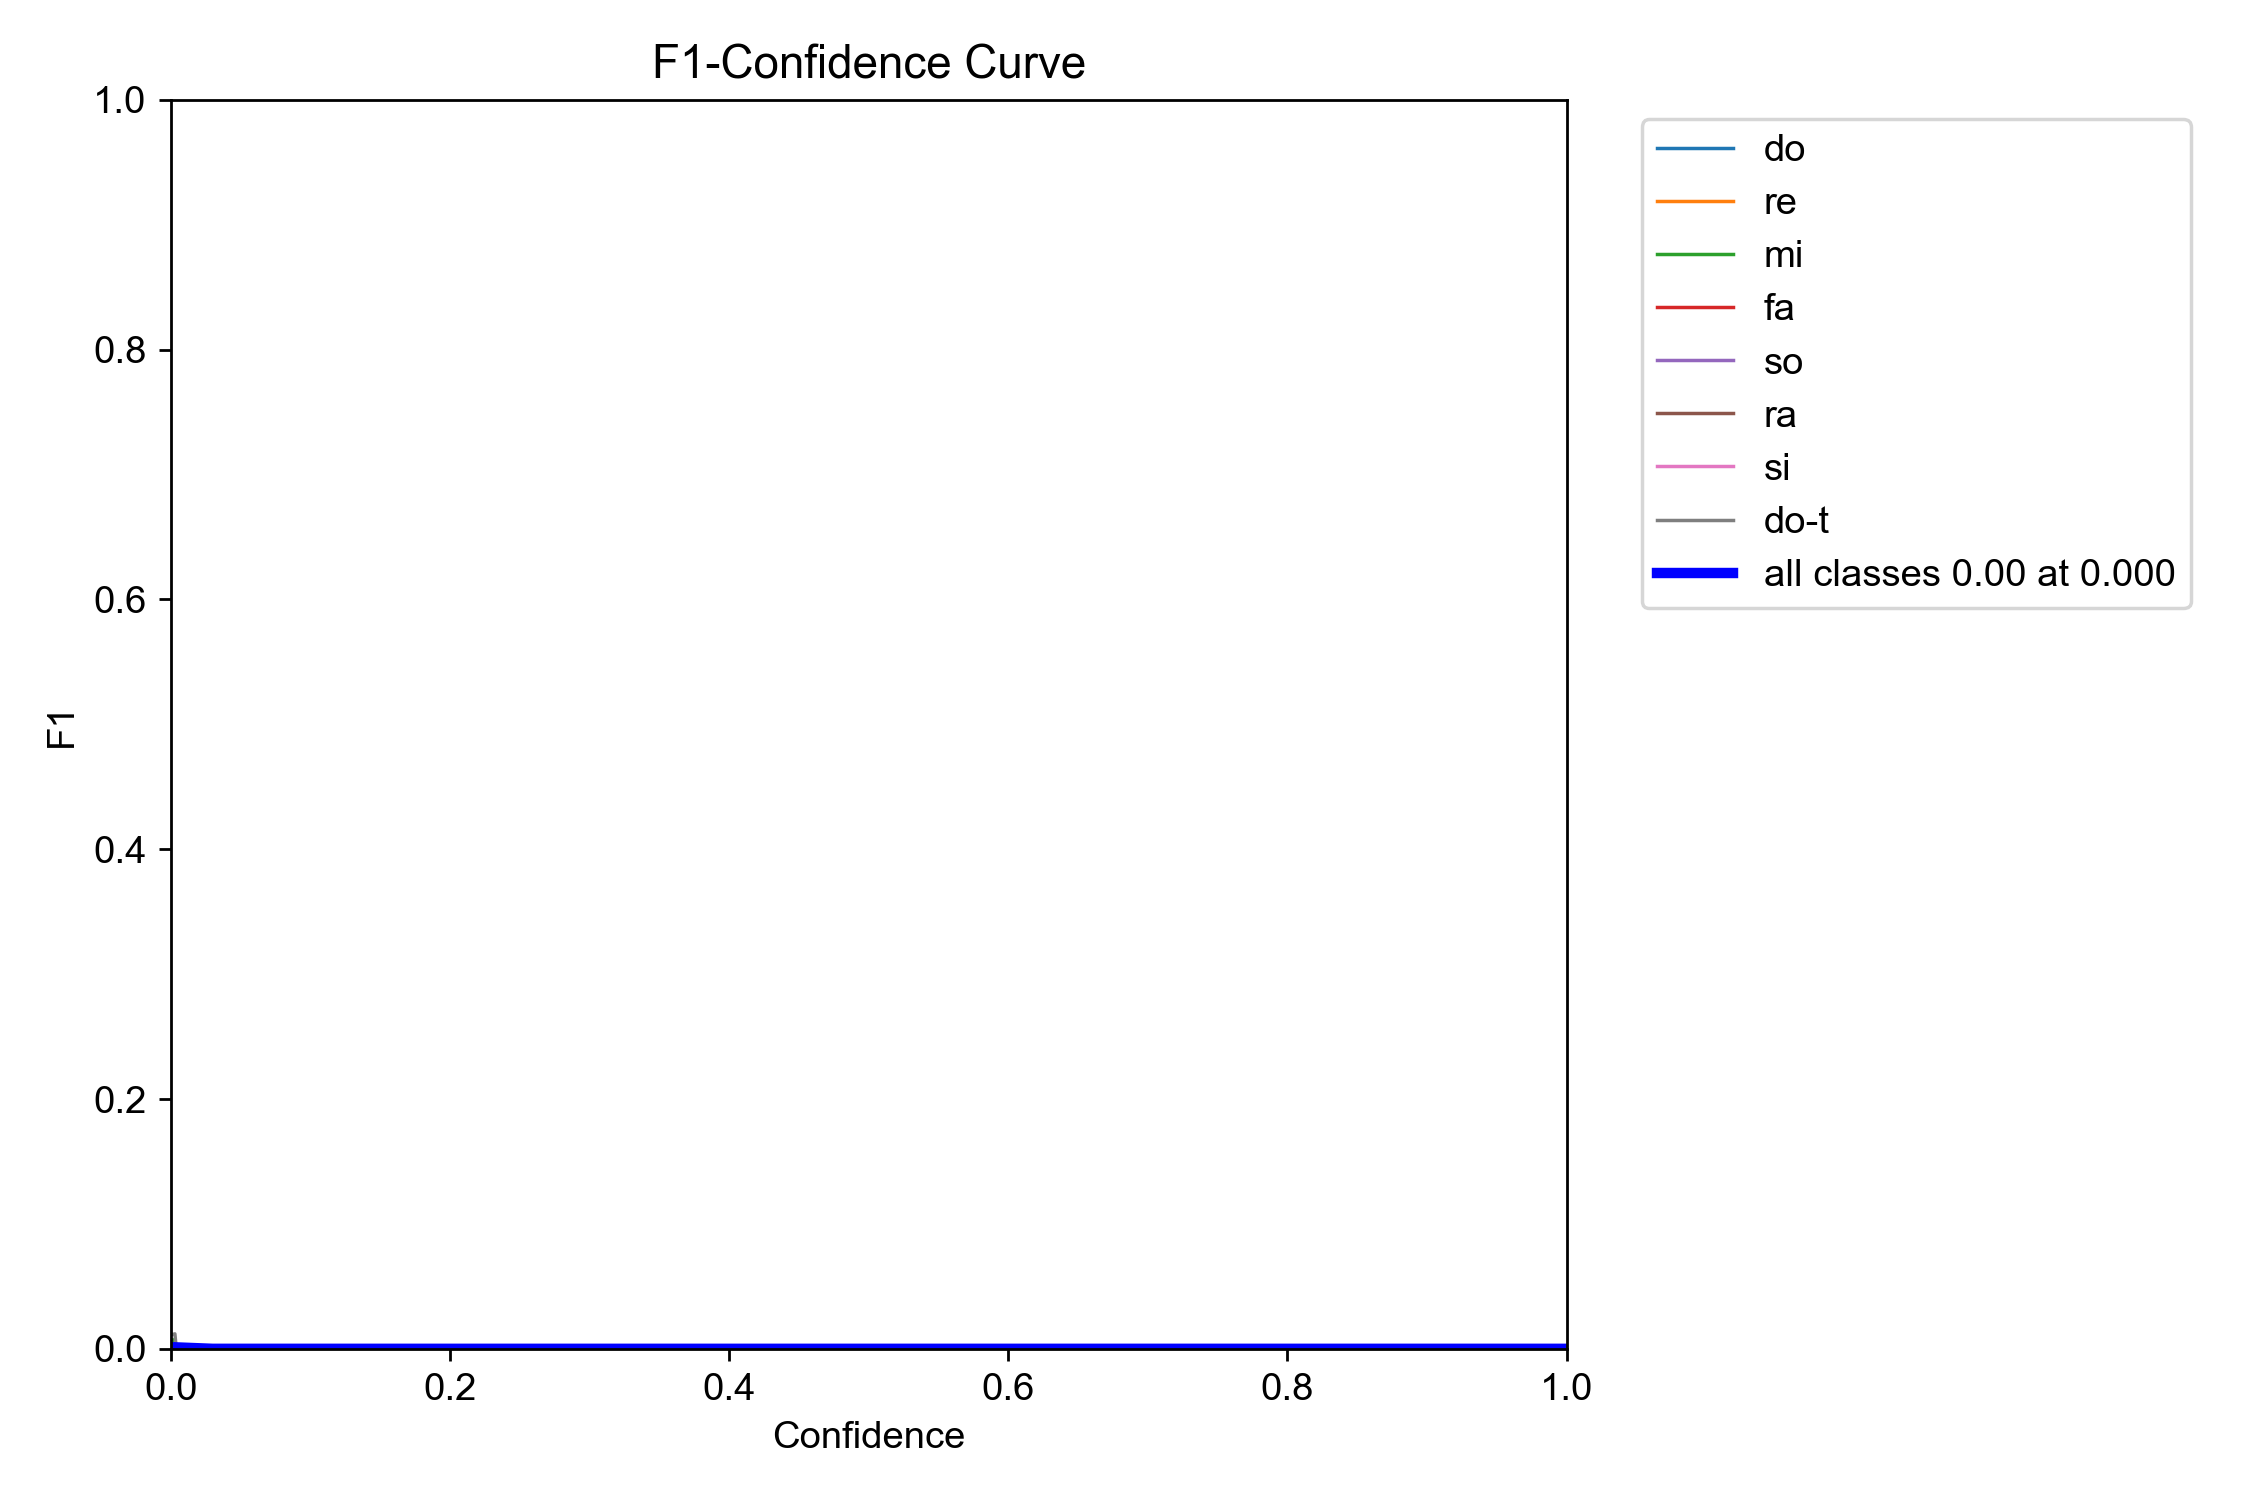 F1-Confidence Curve
1.0
0.8
0.6
0.4
0.2
0.0
F1
0.0 0.2 0.4 0.6 0.8 1.0
Confidence
do
re
mi
fa
so
ra
si
do-t
all classes 0.00 at 0.000